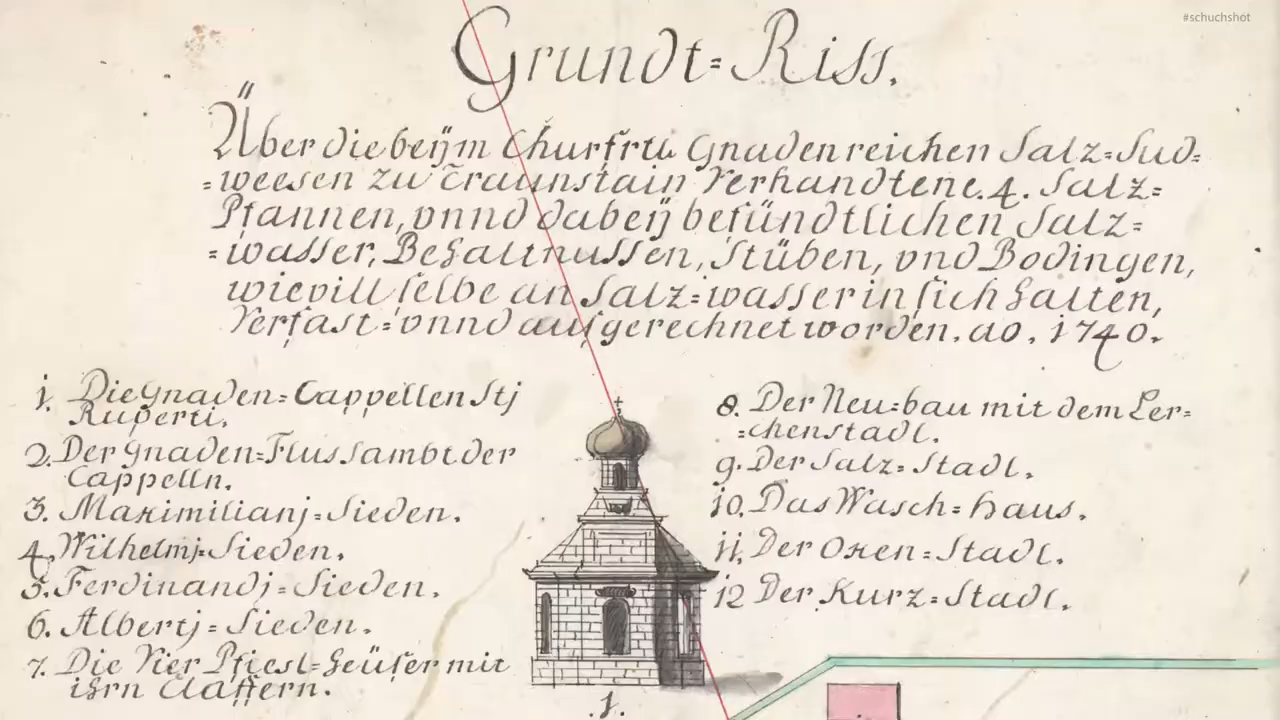 #schuchshot
Grundt=Riss.
Über die beÿm Churfrtl Gnadenreichen Salz=Sud=
=weesen zu Traunstain Verhandtene. 4. Salz=
Pfannen, vnnd dabeÿ befündtlichen Salz=
=wasser, Behaltnussen, Stüben, vnd Bodingen,
wievill selbe an Salz=wasser in sich halten,
Verfast=vnnd aufgerechnet worden. ao. 1740.
1. Die Gnaden=Cappellen Stj
Ruperti.
2. Der Gnaden=Fluss sambt der
Cappelln.
3. Maximilianj=Sieden.
4. Wilhelmj=Sieden.
5. Ferdinandj=Sieden.
6. Albertj=Sieden.
7. Die Vier Pfiesl=heüser mit
ihrn Claffern.
8. Der Neu=bau mit dem Ler=
=chenstadl.
9. Der Salz=Stadl.
10. Das Wasch=haus.
11. Der Oxen=Stadl.
12 Der Kurz=Stadl.
.1.